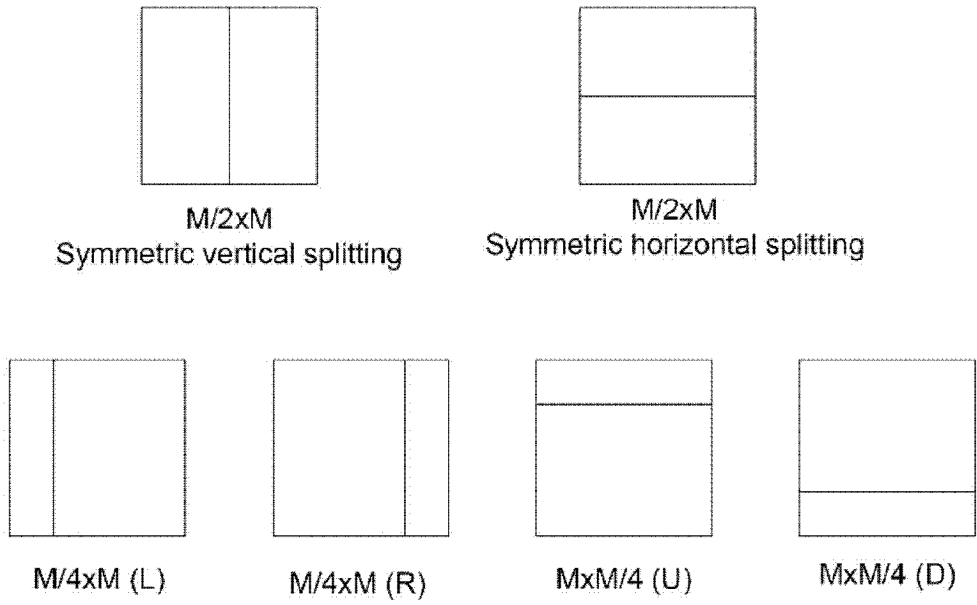 M/2xM
Symmetric vertical splitting
M/2xM
Symmetric horizontal splitting
M/4xM (L)
M/4xM (R)
MxM/4 (U)
MxM/4 (D)